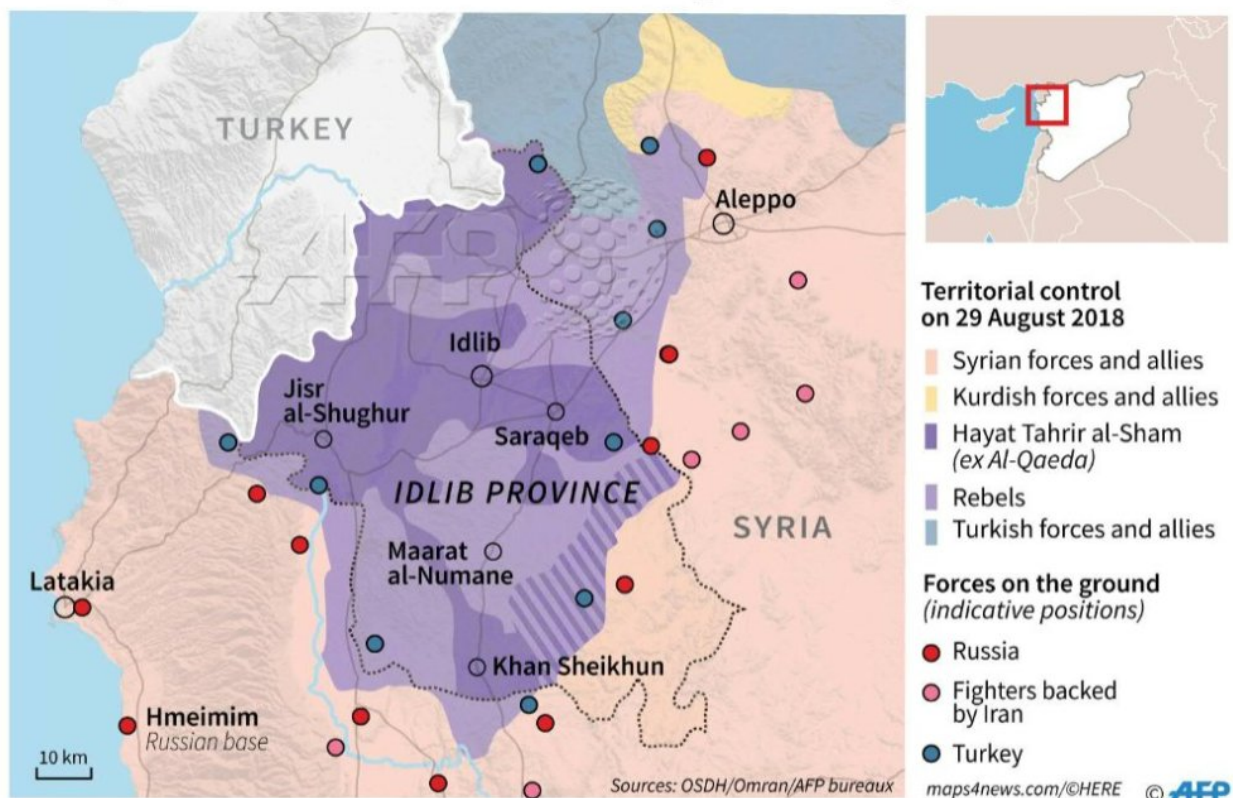 TURKEY
AFP
Aleppo
Idlib
Jisr
al-Shughur
Saraqeb
IDLIB PROVINCE
SYRIA
Maarat
al-Numane
Latakia
Khan Sheikhun
Hmeimim
Russian base
10 km
Sources: OSDH/Omran/AFP bureaux
Territorial control
on 29 August 2018
Syrian forces and allies
Kurdish forces and allies
Hayat Tahrir al-Sham
(ex Al-Qaeda)
Rebels
Turkish forces and allies
Forces on the ground
(indicative positions)
Russia
Fighters backed
by Iran
Turkey
maps4news.com/©HERE
© AFP